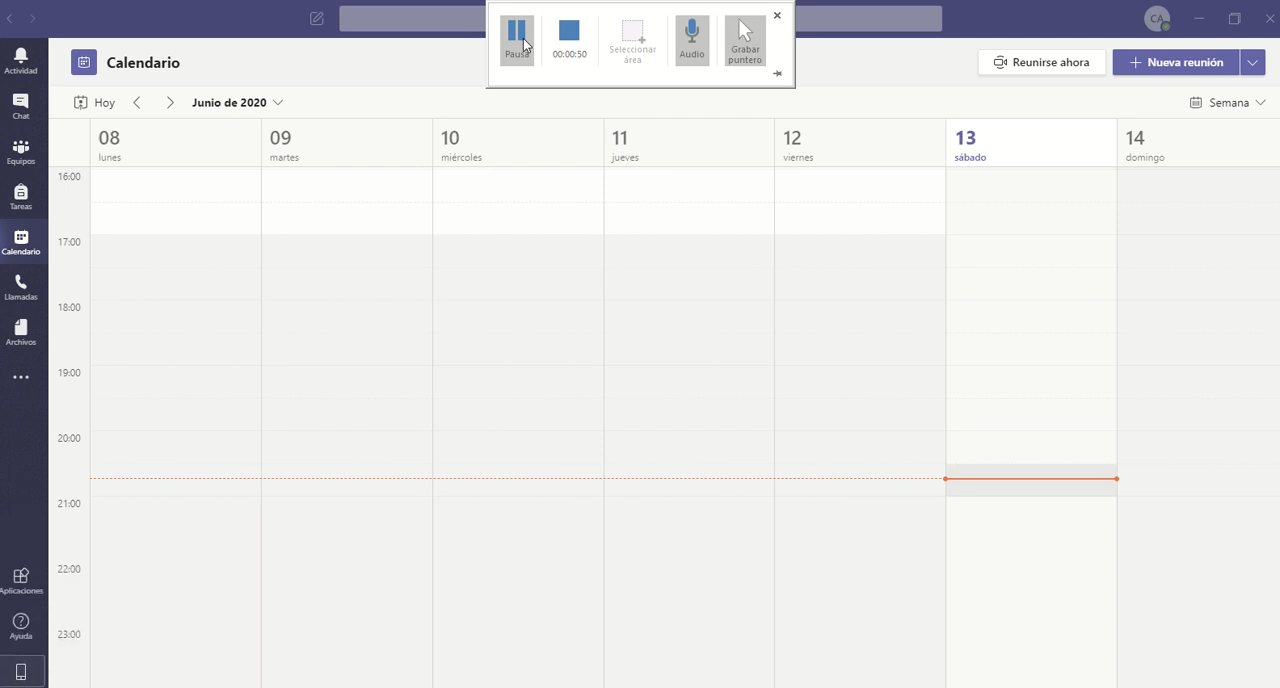 CA
Pausa
00:00:50
Seleccionar
área
Audio
Grabar
puntero
Actividad
Chat
Equipos
Tareas
Calendario
Llamadas
Archivos
Aplicaciones
Ayuda
Calendario
Reunirse ahora
Nueva reunión
Hoy
Junio de 2020
Semana
08
lunes
09
martes
10
miércoles
11
jueves
12
viernes
13
sábado
14
domingo
16:00
17:00
18:00
19:00
20:00
21:00
22:00
23:00